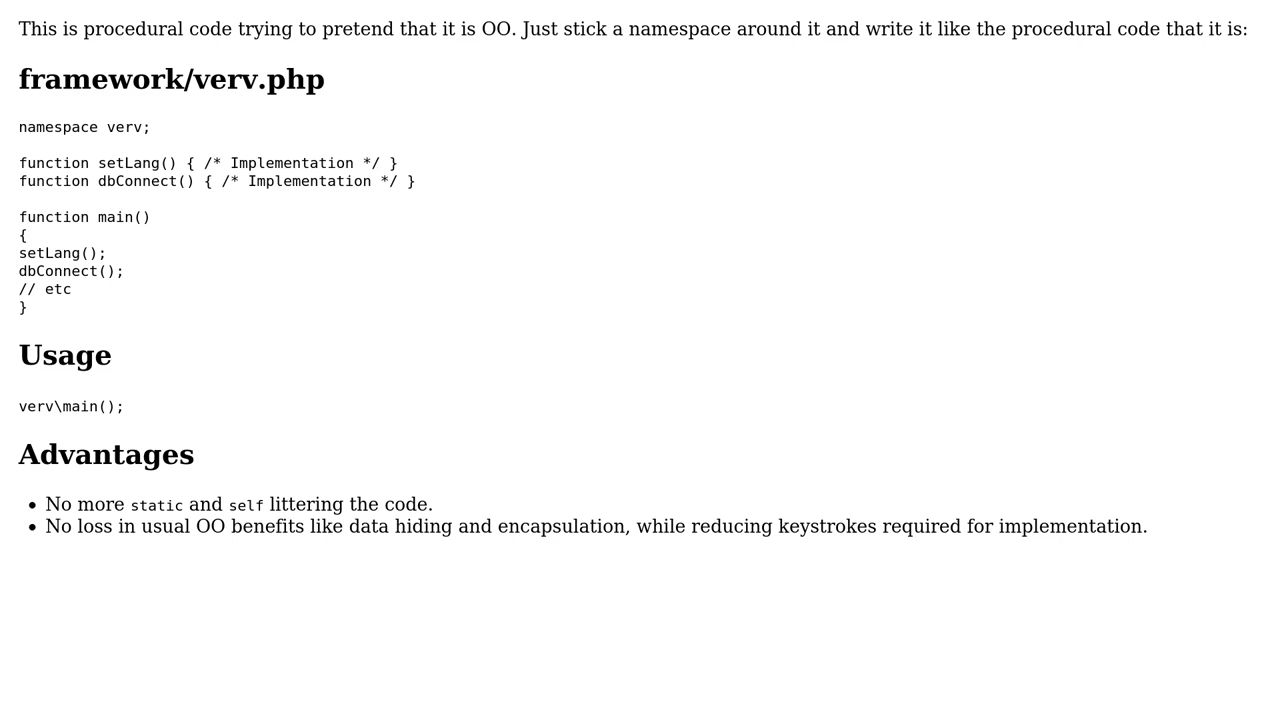 This is procedural code trying to pretend that it is OO. Just stick a namespace around it and write it like the procedural code that it is:
framework/verv.php
namespace verv;
function setLang() { /* Implementation */ }
function dbConnect() { /* Implementation */ }
function main()
{
setLang();
dbConnect();
// etc
}
Usage
verv\main();
Advantages
• No more static and self littering the code.
• No loss in usual OO benefits like data hiding and encapsulation, while reducing keystrokes required for implementation.